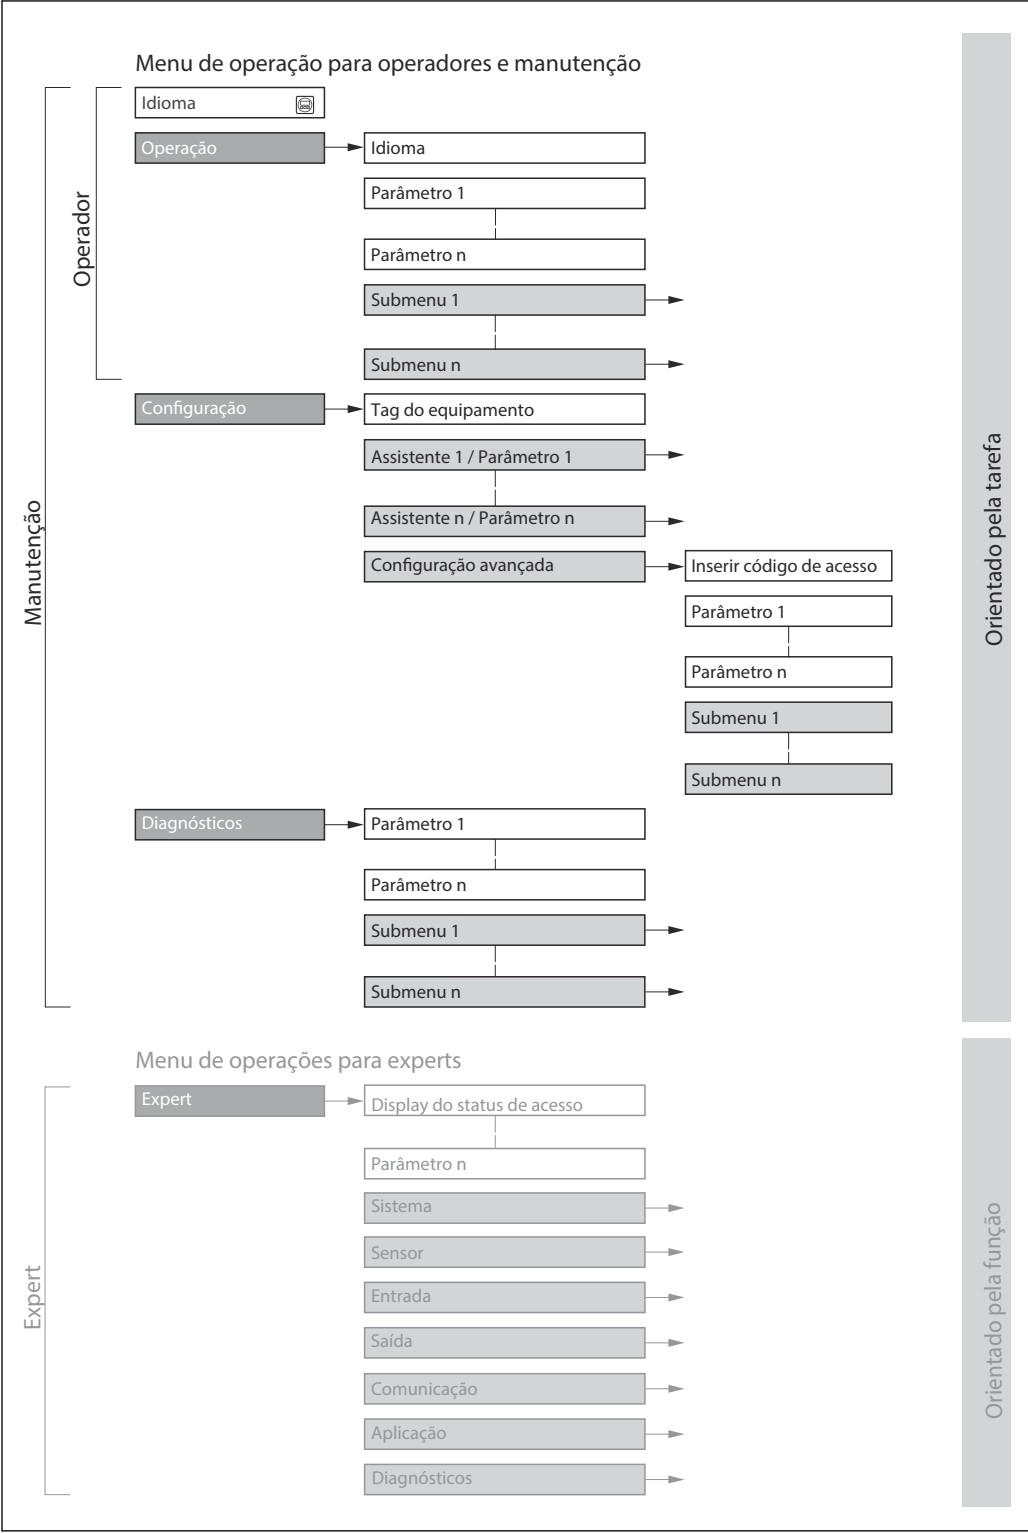 Menu de operação para operadores e manutenção
Idioma
Operação
Idioma
Parâmetro 1
Parâmetro n
Submenu 1
Submenu n
Operador
Configuração
Tag do equipamento
Assistente 1 / Parâmetro 1
Assistente n / Parâmetro n
Configuração avançada
Inserir código de acesso
Parâmetro 1
Parâmetro n
Submenu 1
Submenu n
Manutenção
Orientado pela tarefa
Diagnósticos
Parâmetro 1
Parâmetro n
Submenu 1
Submenu n
Menu de operações para experts
Expert
Display do status de acesso
Parâmetro n
Sistema
Sensor
Entrada
Saída
Comunicação
Aplicação
Diagnósticos
Expert
Orientado pela função